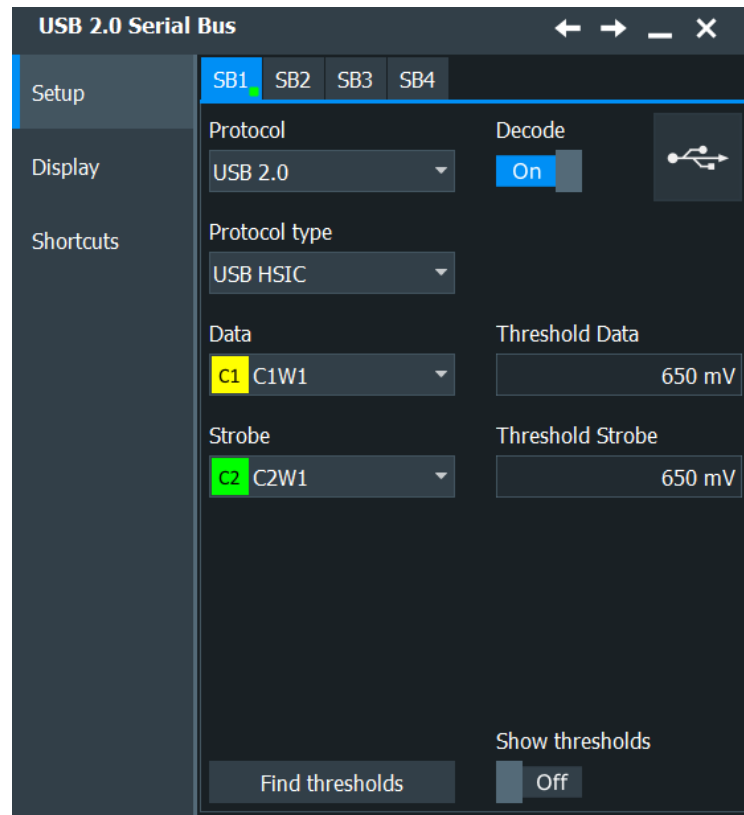 USB 2.0 Serial Bus
Setup
Display
Shortcuts
SB1 SB2 SB3 SB4
Protocol Decode
USB 2.0 On
Protocol type
USB HSIC
Data Threshold Data
C1 C1W1 650 mV
Strobe Threshold Strobe
C2 C2W1 650 mV
Show thresholds
Find thresholds Off